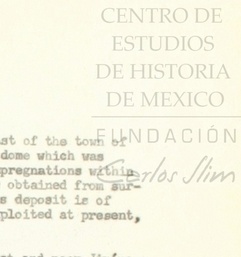 CENTRO DE
ESTUDIOS
DE HISTORIA
DE MEXICO
FUNDACIÓN
Carlos Slim
st of the town of
dome which was
pregnations within
obtained from sur-
s deposit is of
ploited at present,